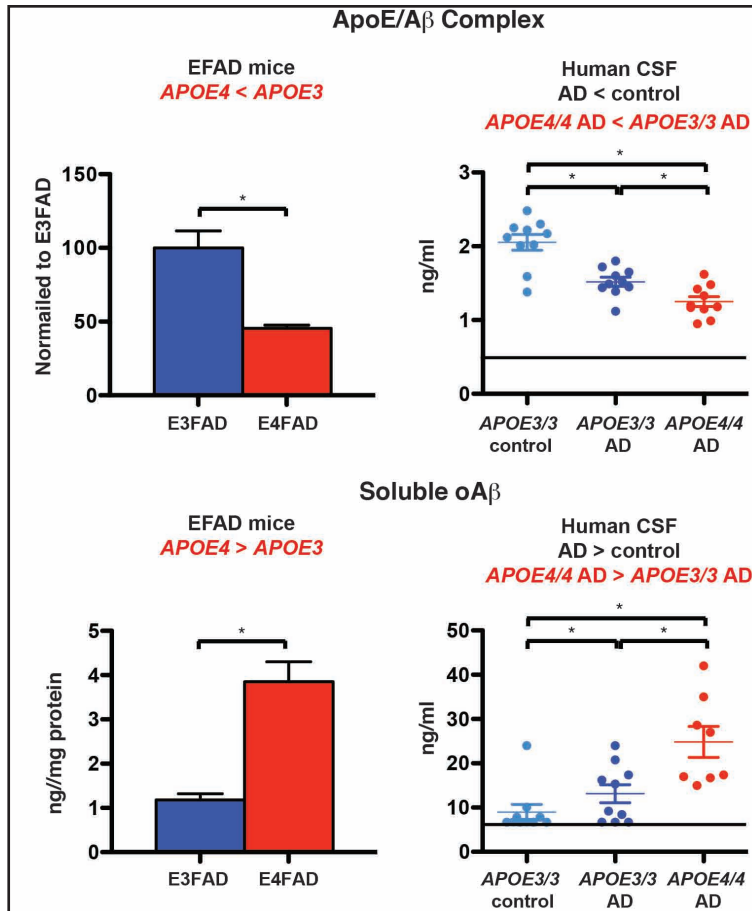 ApoE/Aβ Complex
EFAD mice
APOE4 < APOE3
Normailed to E3FAD
150
100
50
0
*
E3FAD
E4FAD
Human CSF
AD < control
APOE4/4 AD < APOE3/3 AD
ng/ml
3
2
1
0
*
*
*
APOE3/3
control
APOE3/3
AD
APOE4/4
AD
Soluble oAβ
EFAD mice
APOE4 > APOE3
ng//mg protein
5
4
3
2
1
0
*
E3FAD
E4FAD
Human CSF
AD > control
APOE4/4 AD > APOE3/3 AD
ng/ml
50
40
30
20
10
0
*
*
*
APOE3/3
control
APOE3/3
AD
APOE4/4
AD